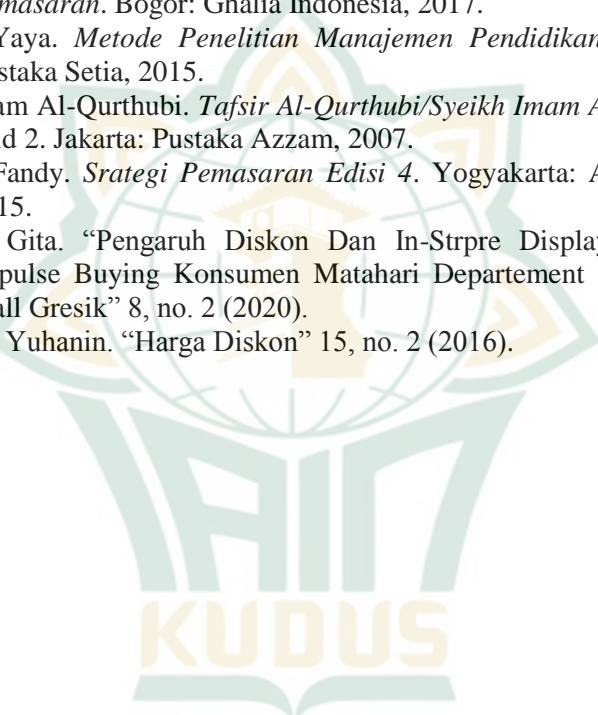 emasaran. Bogor: Ghalia Indonesia, 2017.
Yaya. Metode Penelitian Manajemen Pendidikan
staka Setia, 2015.
am Al-Qurthubi. Tafsir Al-Qurthubi/Syeikh Imam A
d 2. Jakarta: Pustaka Azzam, 2007.
Fandy. Srategi Pemasaran Edisi 4. Yogyakarta: A
15.
Gita. “Pengaruh Diskon Dan In-Strpre Display
pulse Buying Konsumen Matahari Departement
all Gresik” 8, no. 2 (2020).
Yuhanin. “Harga Diskon” 15, no. 2 (2016).
IAIN
KUDUS